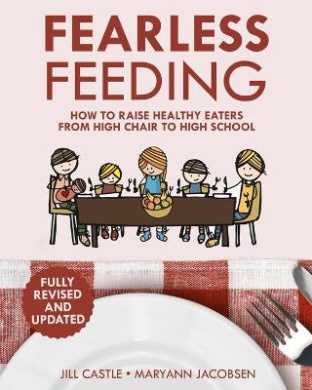 FEARLESS
FEEDING
HOW TO RAISE HEALTHY EATERS
FROM HIGH CHAIR TO HIGH SCHOOL
FULLY
REVISED
AND
UPDATED
JILL CASTLE • MARYANN JACOBSEN